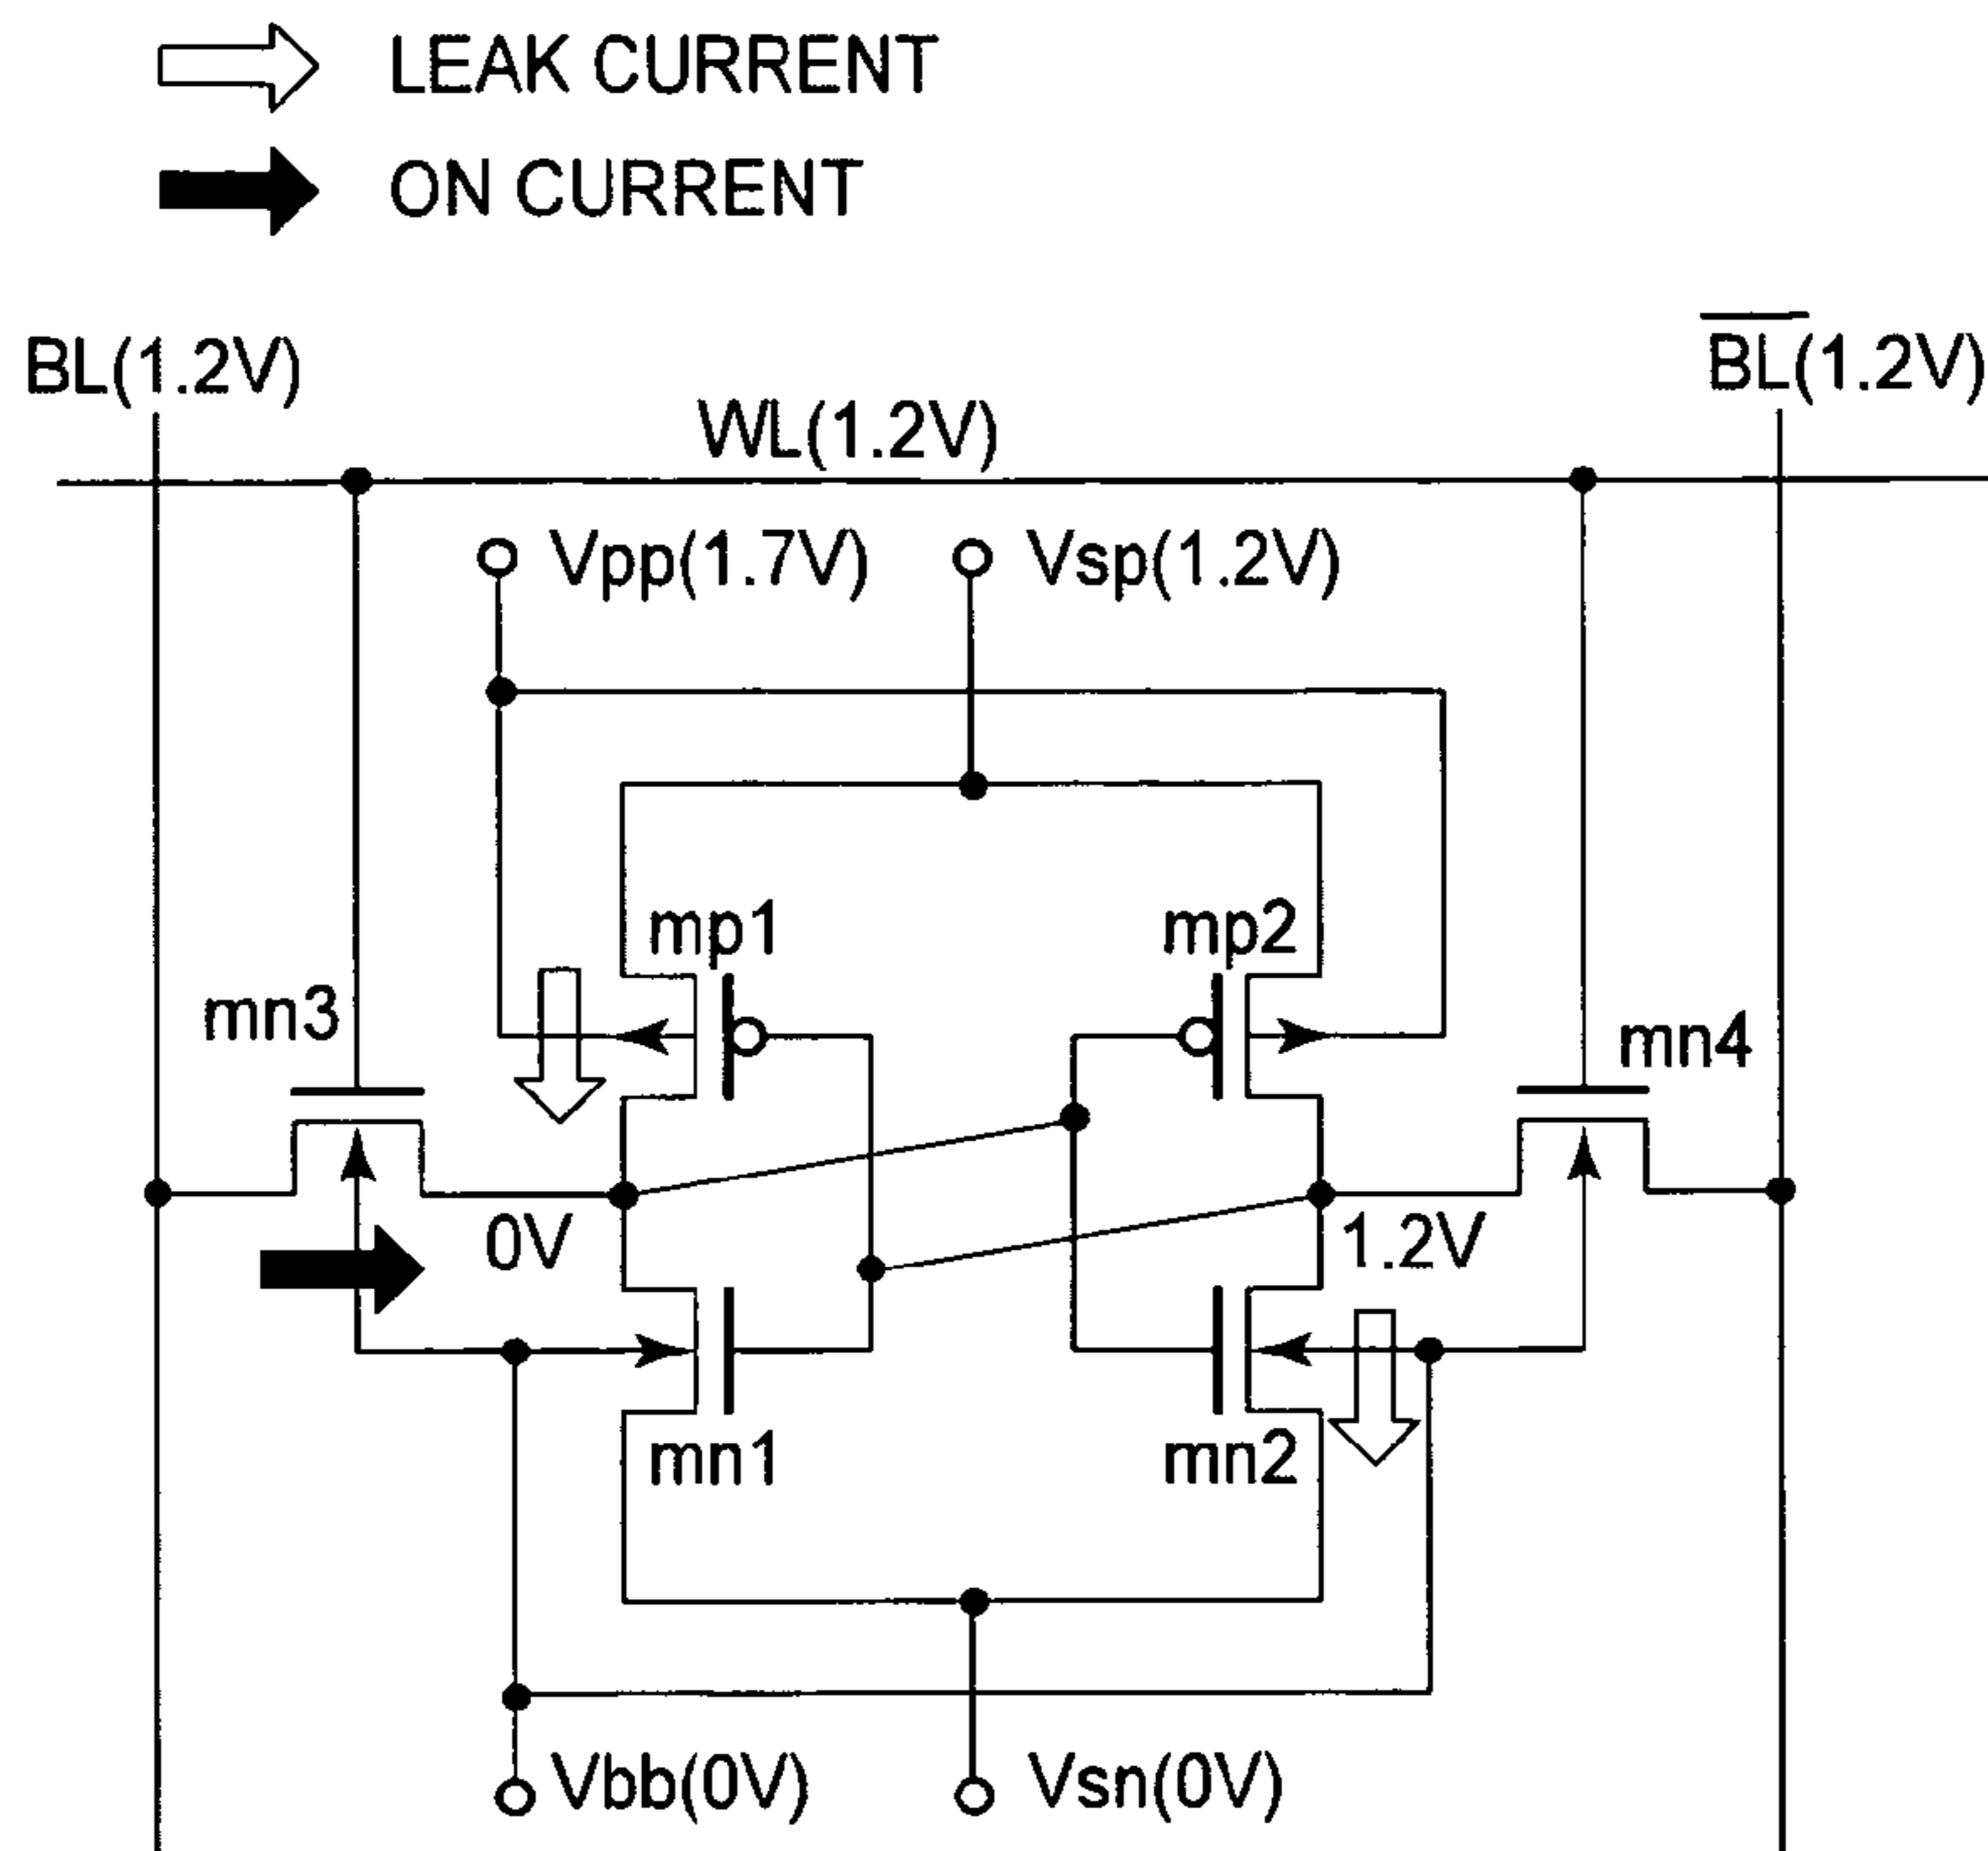 LEAK CURRENT
ON CURRENT
BL(1.2V)
B̅L̅(1.2V)
WL(1.2V)
Vpp(1.7V)
Vsp(1.2V)
mp1
mp2
mn3
mn4
0V
1.2V
mn1
mn2
Vbb(0V)
Vsn(0V)